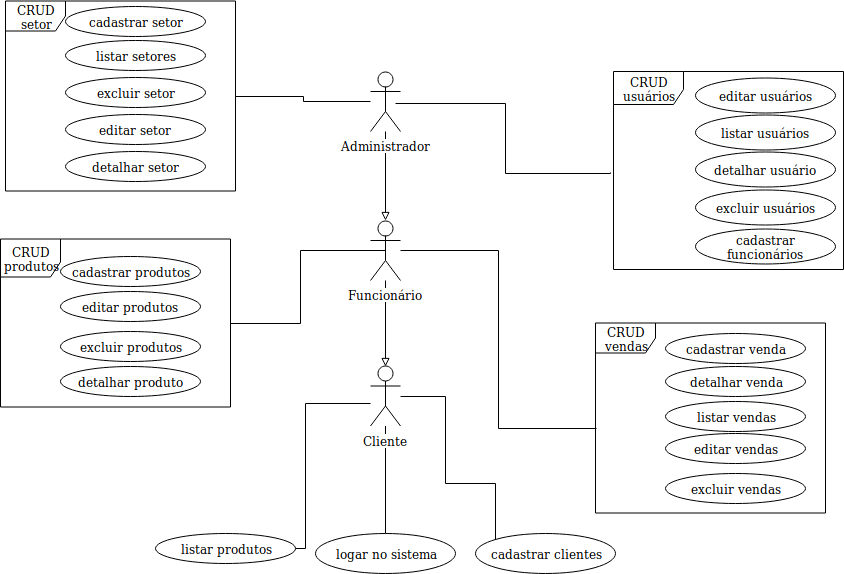 CRUD
setor
cadastrar setor
listar setores
excluir setor
editar setor
detalhar setor
Administrador
CRUD
usuários
editar usuários
listar usuários
detalhar usuário
excluir usuários
cadastrar
funcionários
CRUD
produtos
cadastrar produtos
editar produtos
excluir produtos
detalhar produto
Funcionário
CRUD
vendas
cadastrar venda
detalhar venda
listar vendas
editar vendas
excluir vendas
Cliente
listar produtos
logar no sistema
cadastrar clientes